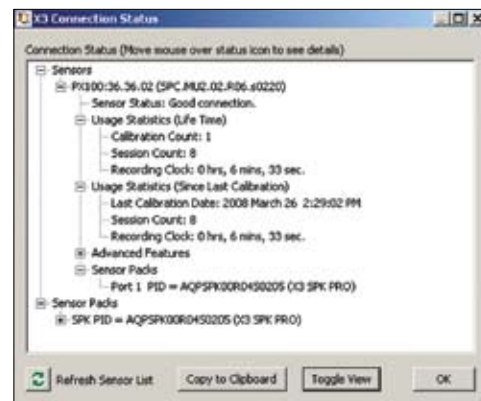 X3 Connection Status
Connection Status (Move mouse over status icon to see details)
Sensors
PX100:36.36.02 (SPC.MU2.02.R06.s0220)
Sensor Status: Good connection.
Usage Statistics (Life Time)
Calibration Count: 1
Session Count: 8
Recording Clock: 0 hrs, 6 mins, 33 sec.
Usage Statistics (Since Last Calibration)
Last Calibration Date: 2008 March 26 2:29:02 PM
Session Count: 8
Recording Clock: 0 hrs, 6 mins, 33 sec.
Advanced Features
Sensor Packs
Port 1 PID = AQPSPK00R04S0205 (X3 SPK PRO)
Sensor Packs
SPK PID = AQPSPK00R04S0205 (X3 SPK PRO)
Refresh Sensor List
Copy to Clipboard
Toggle View
OK